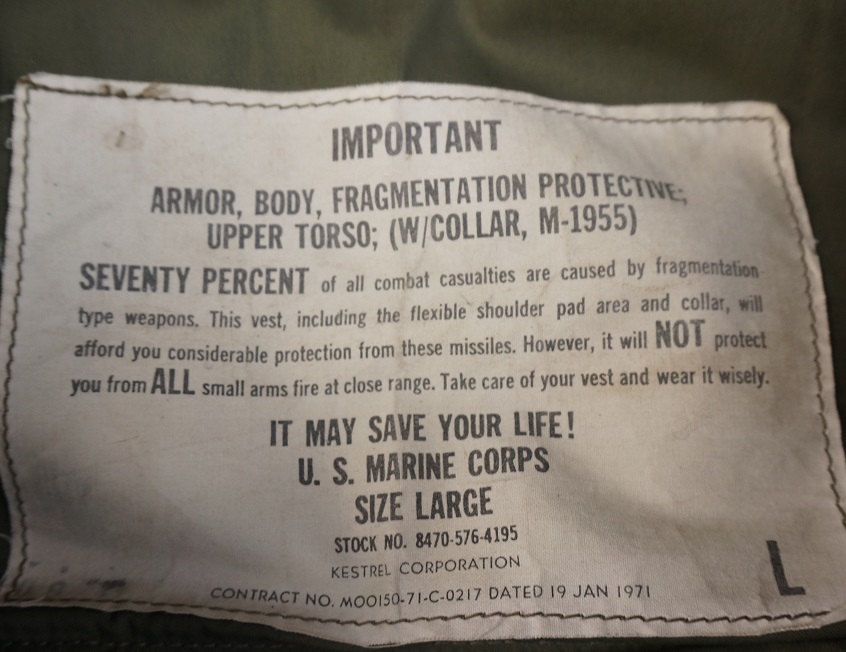 IMPORTANT
ARMOR, BODY, FRAGMENTATION PROTECTIVE;
UPPER TORSO; (W/COLLAR, M-1955)
SEVENTY PERCENT of all combat casualties are caused by fragmentation
type weapons. This vest, including the flexible shoulder pad area and collar, will
afford you considerable protection from these missiles. However, it will NOT protect
you from ALL small arms fire at close range. Take care of your vest and wear it wisely.
IT MAY SAVE YOUR LIFE!
U. S. MARINE CORPS
SIZE LARGE
STOCK NO. 8470-576-4195
KESTREL CORPORATION
CONTRACT NO. MOO150-71-C-0217 DATED 19 JAN 1971
L